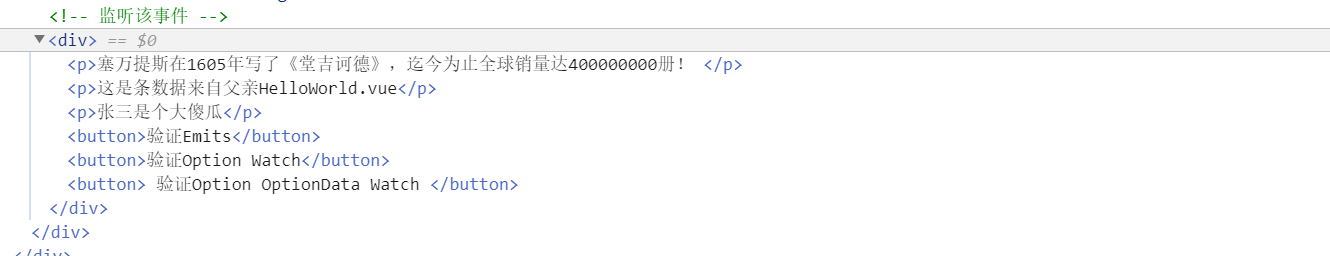 <!-- 监听该事件 -->
<div> == $0
<p>塞万提斯在1605年写了《堂吉诃德》，迄今为止全球销量达400000000册！ </p>
<p>这是条数据来自父亲HelloWorld.vue</p>
<p>张三是个大傻瓜</p>
<button>验证Emits</button>
<button>验证Option Watch</button>
<button> 验证Option OptionData Watch </button>
</div>
</div>
</div>